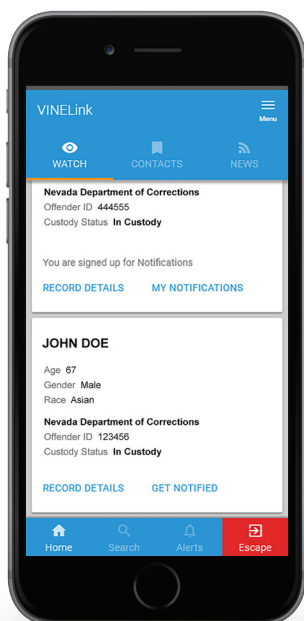 VINELink
Menu
WATCH
CONTACTS
NEWS
Nevada Department of Corrections
Offender ID 444555
Custody Status In Custody
You are signed up for Notifications
RECORD DETAILS MY NOTIFICATIONS
JOHN DOE
Age 67
Gender Male
Race Asian
Nevada Department of Corrections
Offender ID 123456
Custody Status In Custody
RECORD DETAILS GET NOTIFIED
Home Search Alerts Escape